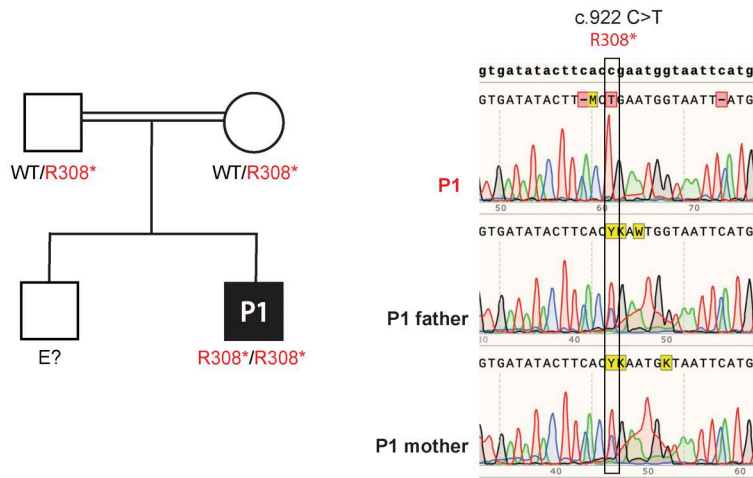 c.922 C>T
R308*
gtgatatacttcaccgaatggtaattcatg
GTGATATACTT-MCTGAATGGTAATT-ATG
P1
50 60 70
GTGATATACTTCACYKAWTGGTAATTCATG
P1 father
40 50
GTGATATACTTCACYKAATGKTAATTCATG
P1 mother
40 50 60
WT/R308*
WT/R308*
P1
E?
R308*/R308*